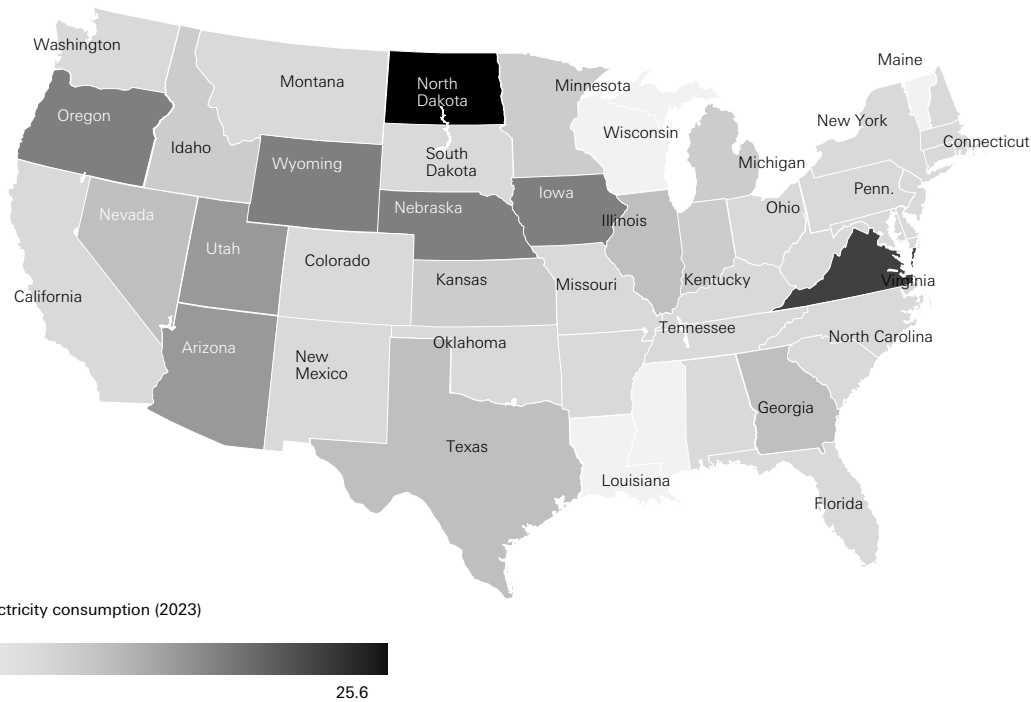 Washington
Maine
Montana
North
Dakota
Minnesota
Oregon
New York
Wisconsin
Connecticut
Idaho
Wyoming
South
Dakota
Michigan
Penn.
Nevada
Nebraska
Iowa
Ohio
Illinois
Utah
Colorado
Kansas
Missouri
Kentucky
Virginia
California
Tennessee
Arizona
Oklahoma
North Carolina
New
Mexico
Georgia
Texas
Louisiana
Florida
ctricity consumption (2023)
25.6